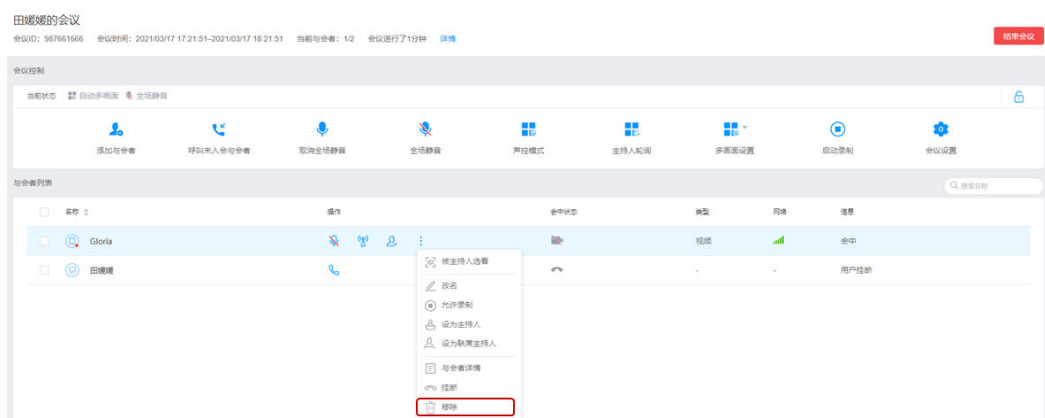 田媛媛的会议
会议ID: 987661666 会议时间: 2021/03/17 17:21:51–2021/03/17 18:21:51 当前与会者: 1/2 会议进行了1分钟 详情 结束会议
会议控制
当前状态 自动多画面 全场静音
添加与会者 呼叫未入会与会者 取消全场静音 全场静音 声控模式 主持人轮询 多画面设置 启动录制 会议设置
与会者列表 搜索名称
名称 操作 会中状态 类型 网络 信息
Gloria 视频 会中
田媛媛 - - 用户挂断
被主持人选看
改名
允许录制
设为主持人
设为联席主持人
与会者详情
挂断
移除